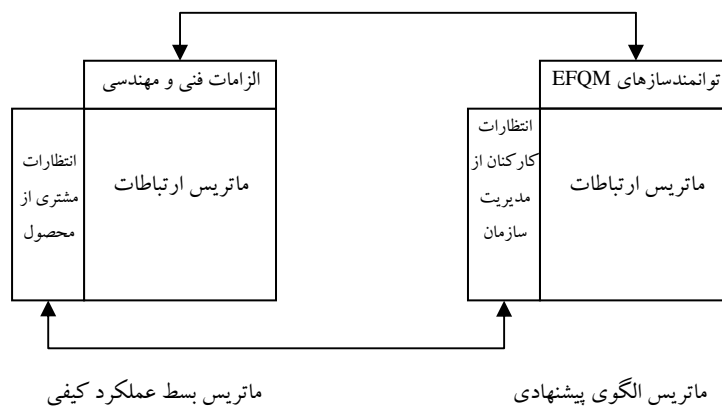 توانمندسازهای EFQM
انتظارات
کارکنان از
مدیریت
سازمان
ماتریس ارتباطات
الزامات فنی و مهندسی
انتظارات
مشتری از
محصول
ماتریس ارتباطات
ماتریس الگوی پیشنهادی
ماتریس بسط عملکرد کیفی